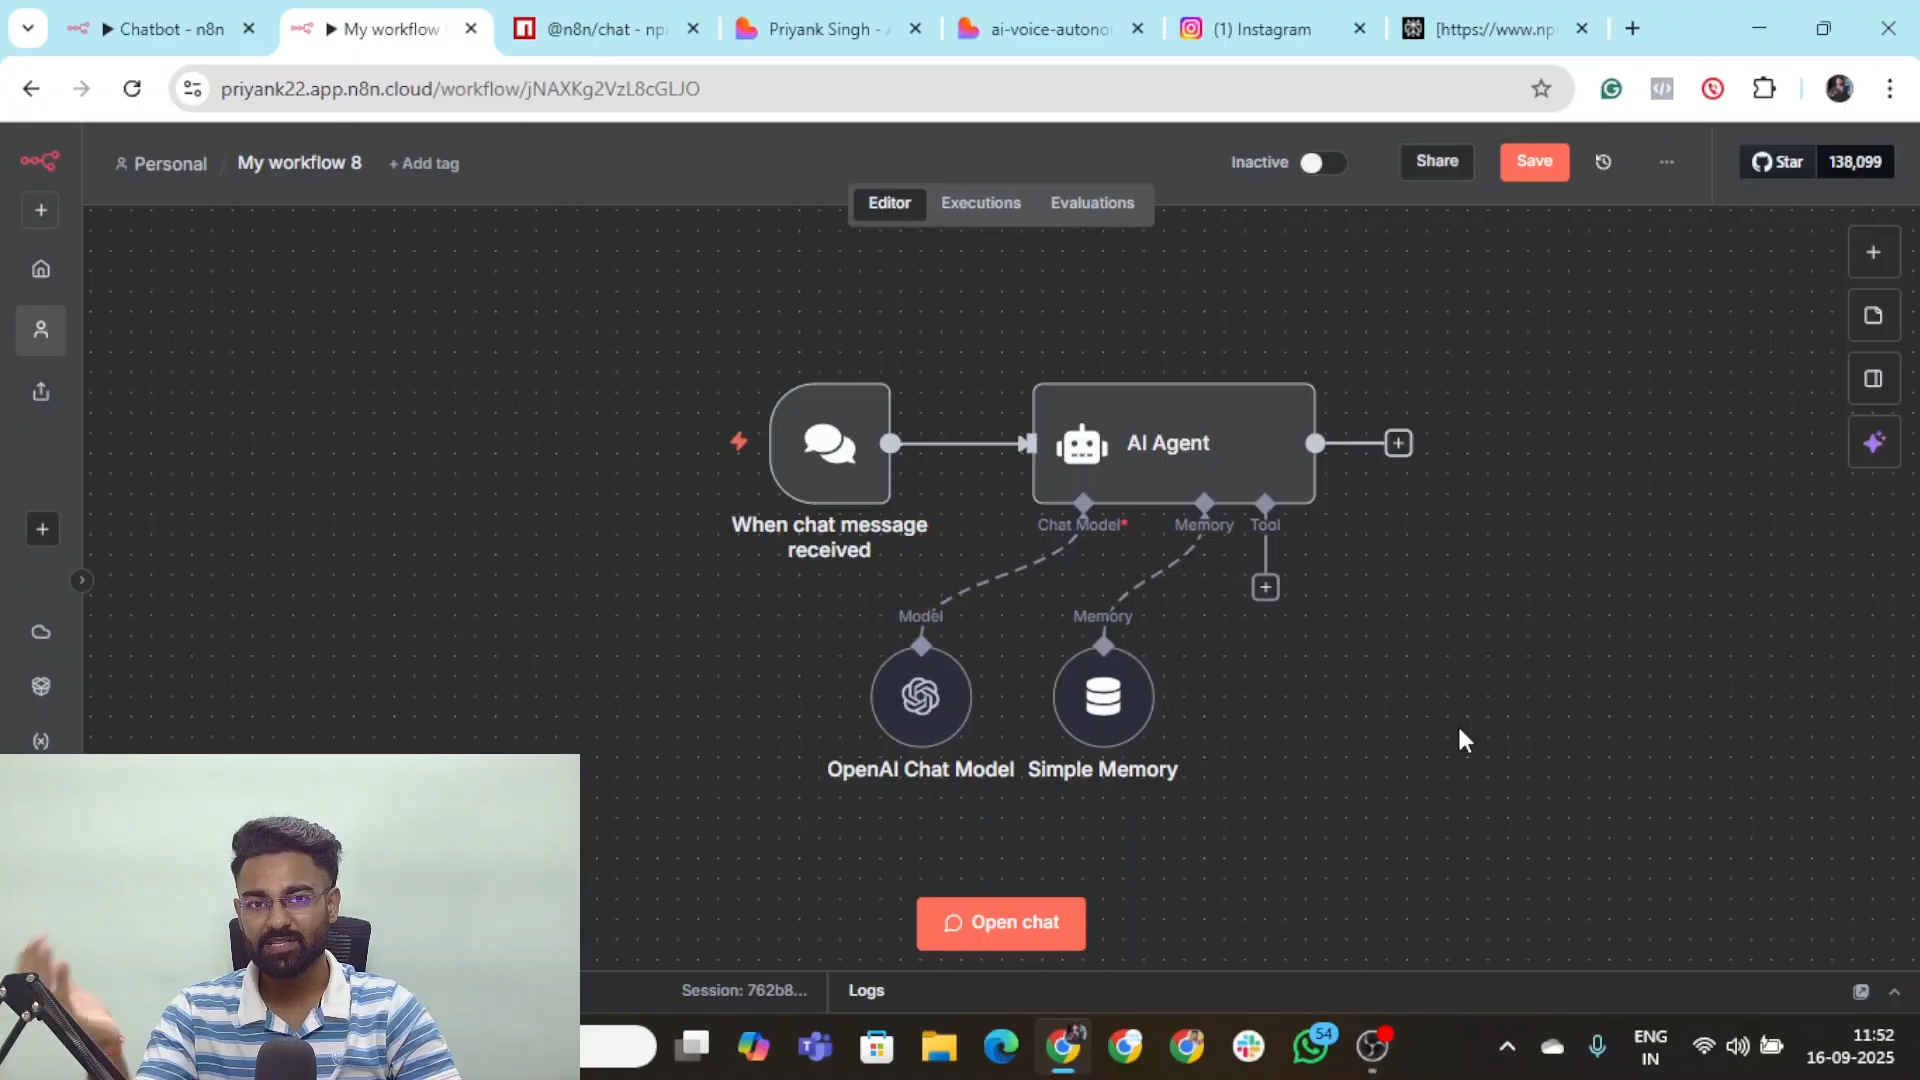 Chatbot - n8n
My workflow
@n8n/chat - np
Priyank Singh -
ai-voice-autono
(1) Instagram
[https://www.np
priyank22.app.n8n.cloud/workflow/jNAXKg2VzL8cGLJO
Personal / My workflow 8 + Add tag
Inactive
Share
Save
Star
138,099
Editor
Executions
Evaluations
AI Agent
When chat message
received
Chat Model*
Memory
Tool
Model
Memory
OpenAI Chat Model
Simple Memory
Open chat
Session: 762b8...
Logs
54
ENG
IN
11:52
16-09-2025